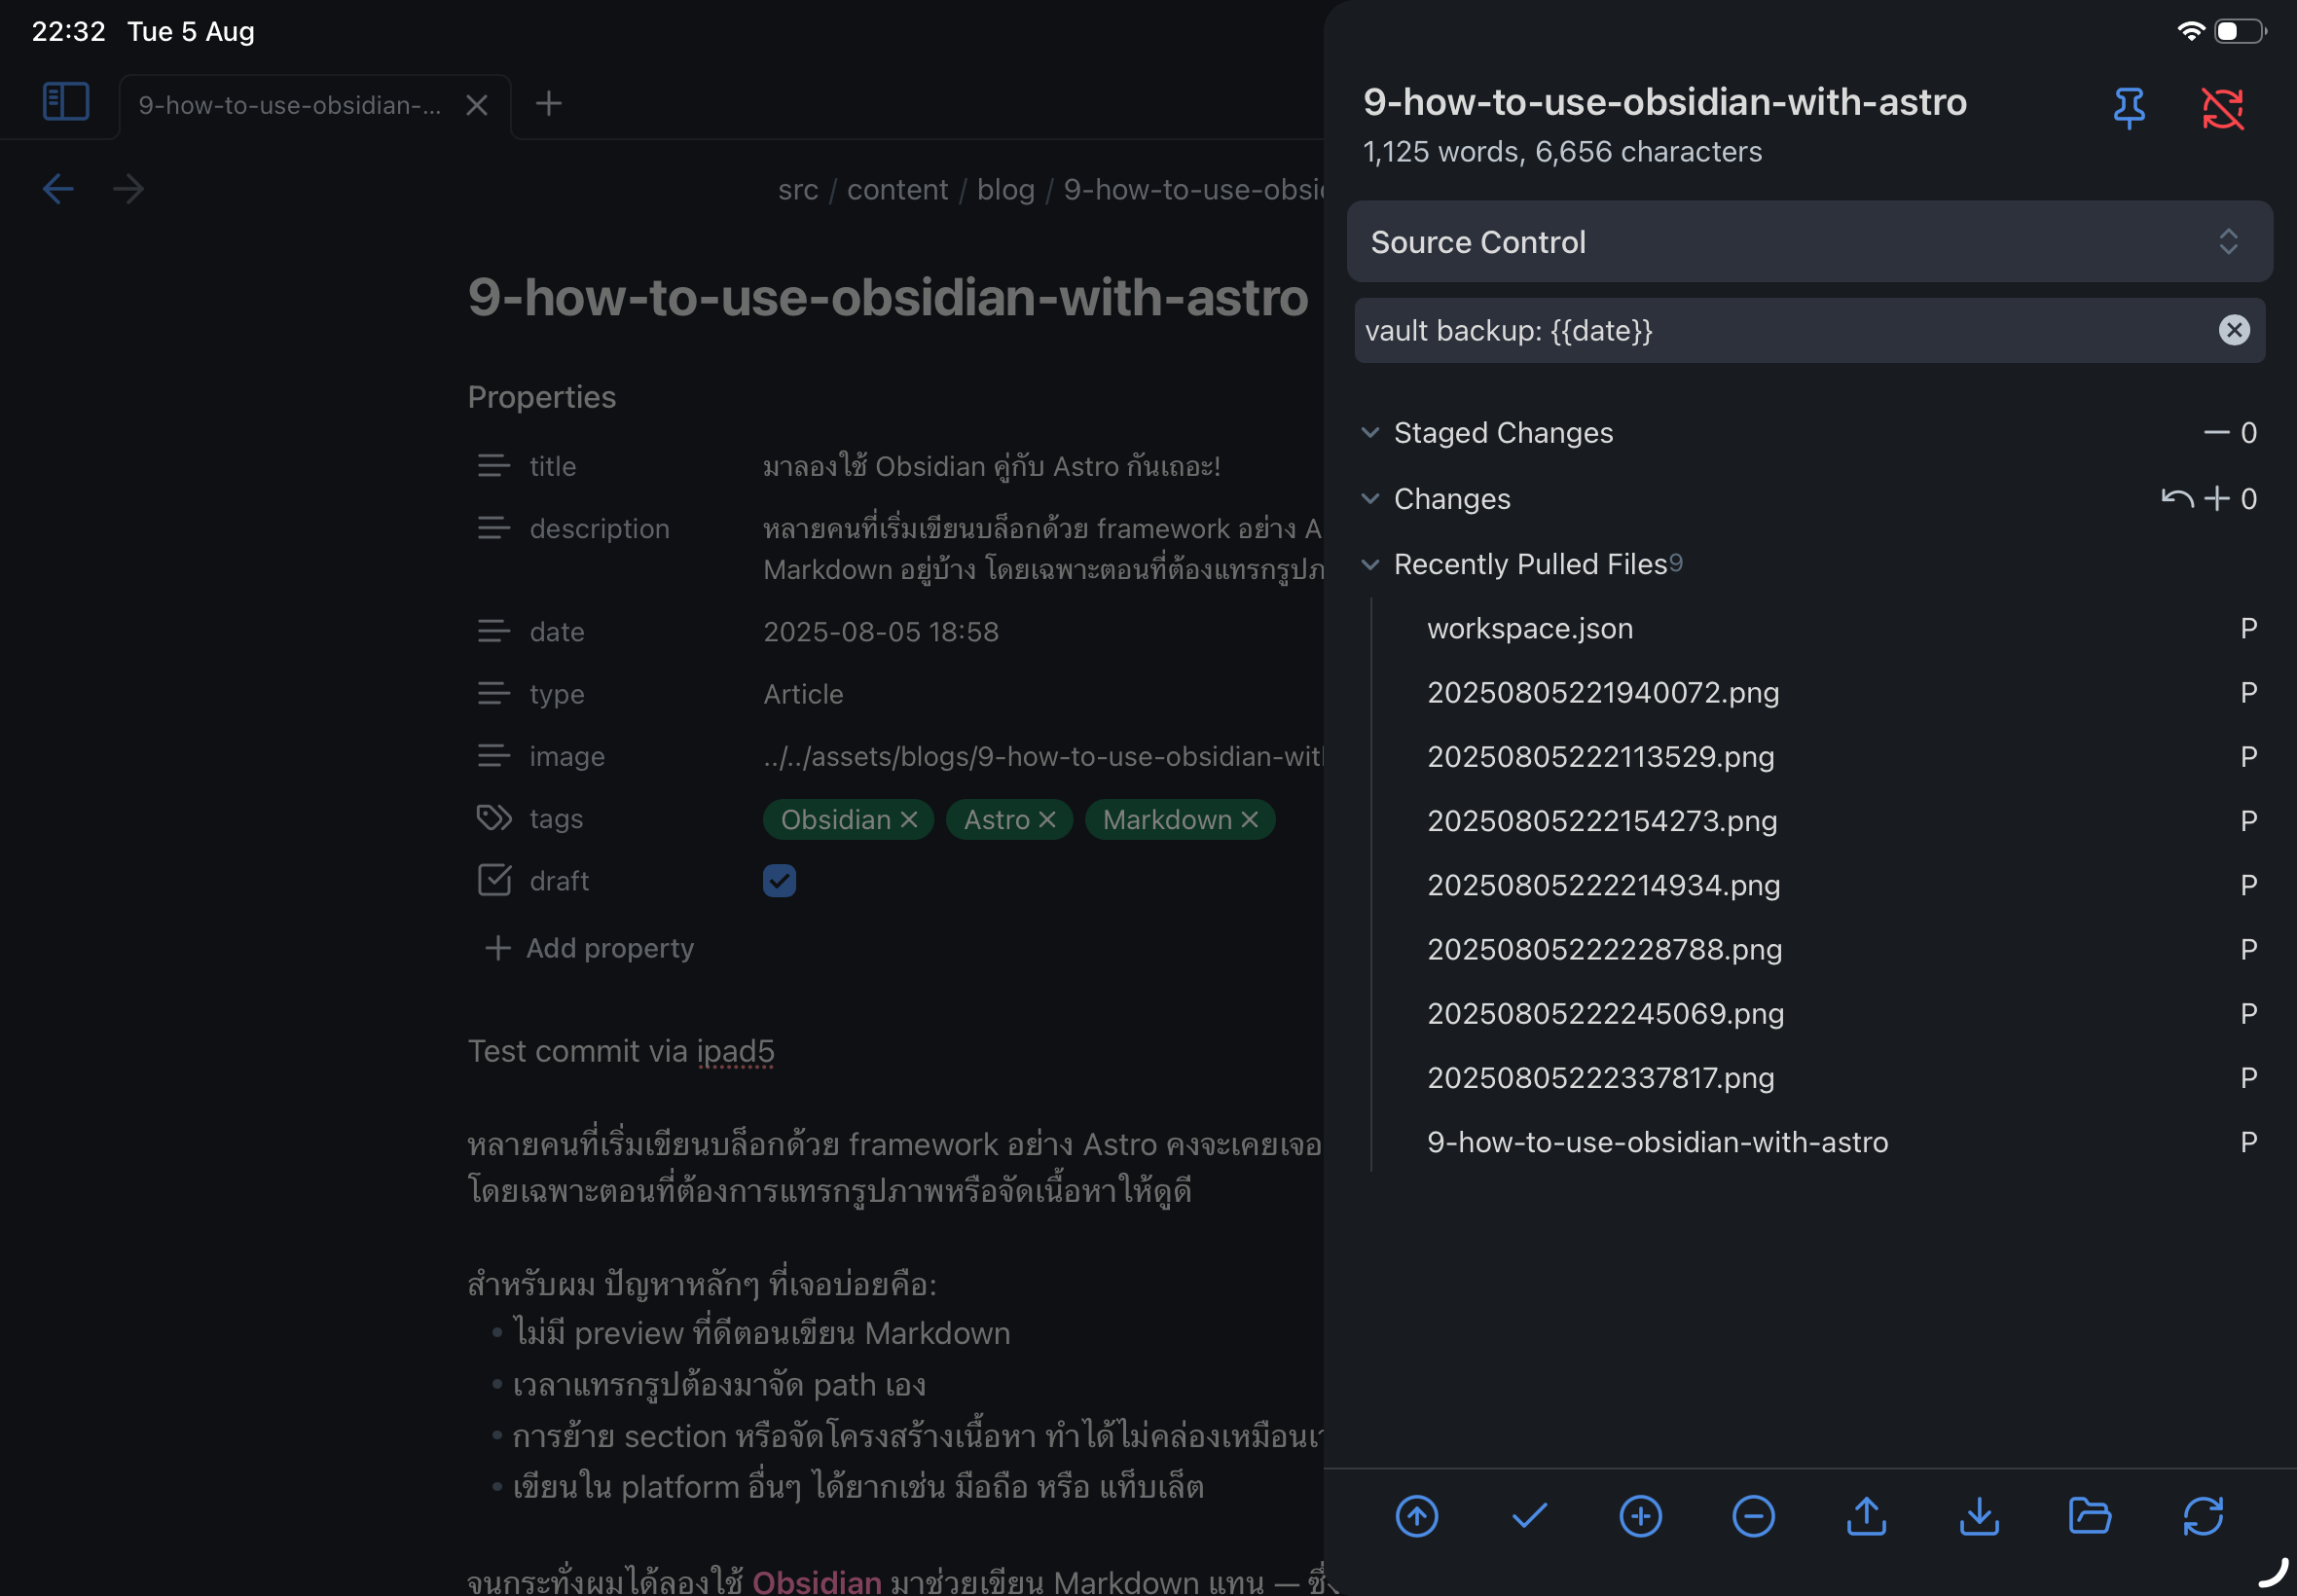 22:32 Tue 5 Aug
9-how-to-use-obsidian-...
src / content / blog / 9-how-to-use-obsi
9-how-to-use-obsidian-with-astro
Properties
title มาลองใช้ Obsidian คู่กับ Astro กันเถอะ!
description หลายคนที่เริ่มเขียนบล็อกด้วย framework อย่าง A
Markdown อยู่บ้าง โดยเฉพาะตอนที่ต้องแทรกรูปภ
date 2025-08-05 18:58
type Article
image ../../assets/blogs/9-how-to-use-obsidian-wit
tags Obsidian Astro Markdown
draft
Add property
Test commit via ipad5
หลายคนที่เริ่มเขียนบล็อกด้วย framework อย่าง Astro คงจะเคยเจอ
โดยเฉพาะตอนที่ต้องการแทรกรูปภาพหรือจัดเนื้อหาให้ดูดี
สำหรับผม ปัญหาหลักๆ ที่เจอบ่อยคือ:
• ไม่มี preview ที่ดีตอนเขียน Markdown
• เวลาแทรกรูปต้องมาจัด path เอง
• การย้าย section หรือจัดโครงสร้างเนื้อหา ทำได้ไม่คล่องเหมือนเ
• เขียนใน platform อื่นๆ ได้ยากเช่น มือถือ หรือ แท็บเล็ต
จนกระทั่งผมได้ลองใช้ Obsidian มาช่วยเขียน Markdown แทน — ซึ่
9-how-to-use-obsidian-with-astro
1,125 words, 6,656 characters
Source Control
vault backup: {{date}}
Staged Changes 0
Changes 0
Recently Pulled Files 9
workspace.json P
20250805221940072.png P
20250805222113529.png P
20250805222154273.png P
20250805222214934.png P
20250805222228788.png P
20250805222245069.png P
20250805222337817.png P
9-how-to-use-obsidian-with-astro P